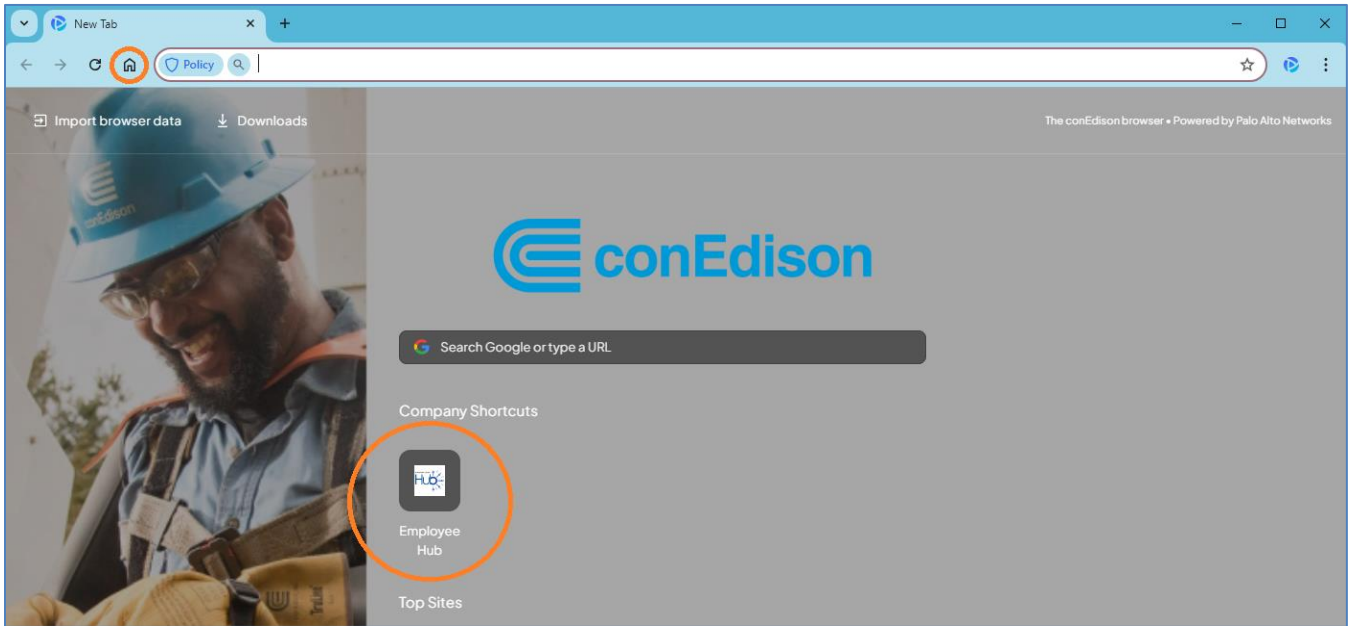 New Tab
Policy
Import browser data
Downloads
The conEdison browser • Powered by Palo Alto Networks
conEdison
conEdison
Search Google or type a URL
Company Shortcuts
Hub
Employee
Hub
Top Sites